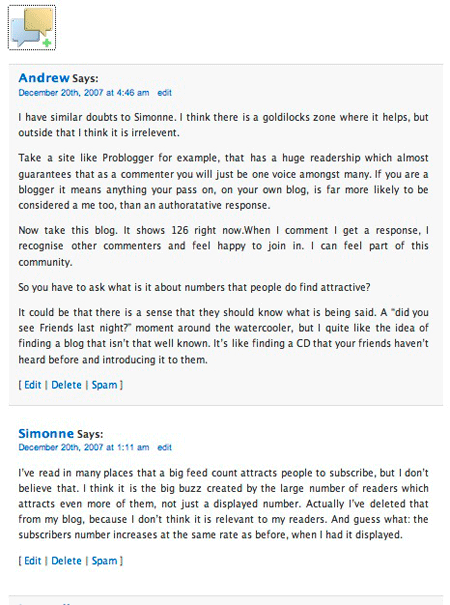 Andrew Says:
December 20th, 2007 at 4:46 am edit
I have similar doubts to Simonne. I think there is a goldilocks zone where it helps, but
outside that I think it is irrelevent.
Take a site like Problogger for example, that has a huge readership which almost
guarantees that as a commenter you will just be one voice amongst many. If you are a
blogger it means anything your pass on, on your own blog, is far more likely to be
considered a me too, than an authoratative response.
Now take this blog. It shows 126 right now.When I comment I get a response, I
recognise other commenters and feel happy to join in. I can feel part of this
community.
So you have to ask what is it about numbers that people do find attractive?
It could be that there is a sense that they should know what is being said. A “did you
see Friends last night?” moment around the watercooler, but I quite like the idea of
finding a blog that isn’t that well known. It’s like finding a CD that your friends haven’t
heard before and introducing it to them.
[ Edit | Delete | Spam ]
Simonne Says:
December 20th, 2007 at 1:11 am edit
I’ve read in many places that a big feed count attracts people to subscribe, but I don’t
believe that. I think it is the big buzz created by the large number of readers which
attracts even more of them, not just a displayed number. Actually I’ve deleted that
from my blog, because I don’t think it is relevant to my readers. And guess what: the
subscribers number increases at the same rate as before, when I had it displayed.
[ Edit | Delete | Spam ]